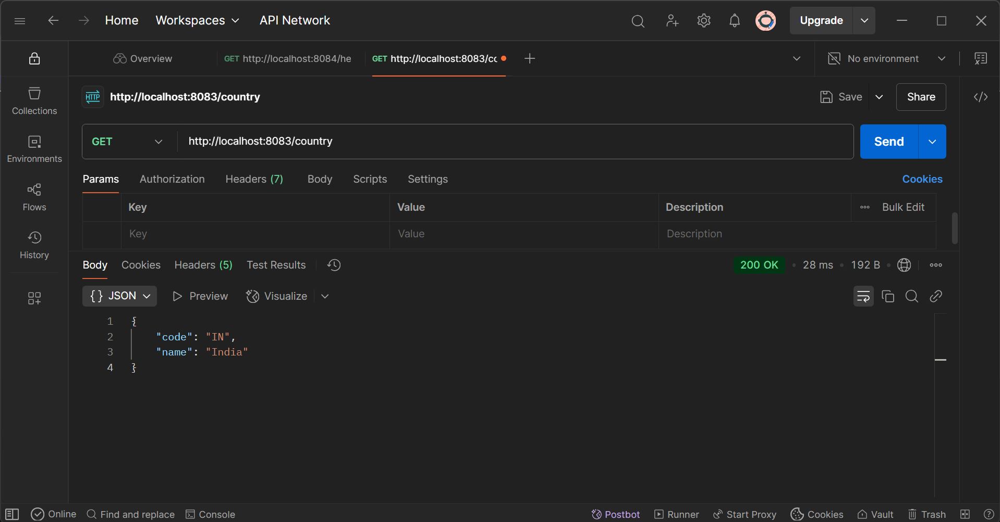 Home Workspaces API Network Upgrade
Overview GET http://localhost:8084/he GET http://localhost:8083/cc No environment
HTTP http://localhost:8083/country Save Share
GET http://localhost:8083/country Send
Params Authorization Headers (7) Body Scripts Settings Cookies
Key Value Description Bulk Edit
Key Value Description
Collections
Environments
Flows
History
Body Cookies Headers (5) Test Results 200 OK 28 ms 192 B
{} JSON Preview Visualize
1 {
2 "code": "IN",
3 "name": "India"
4 }
Online Find and replace Console Postbot Runner Start Proxy Cookies Vault Trash